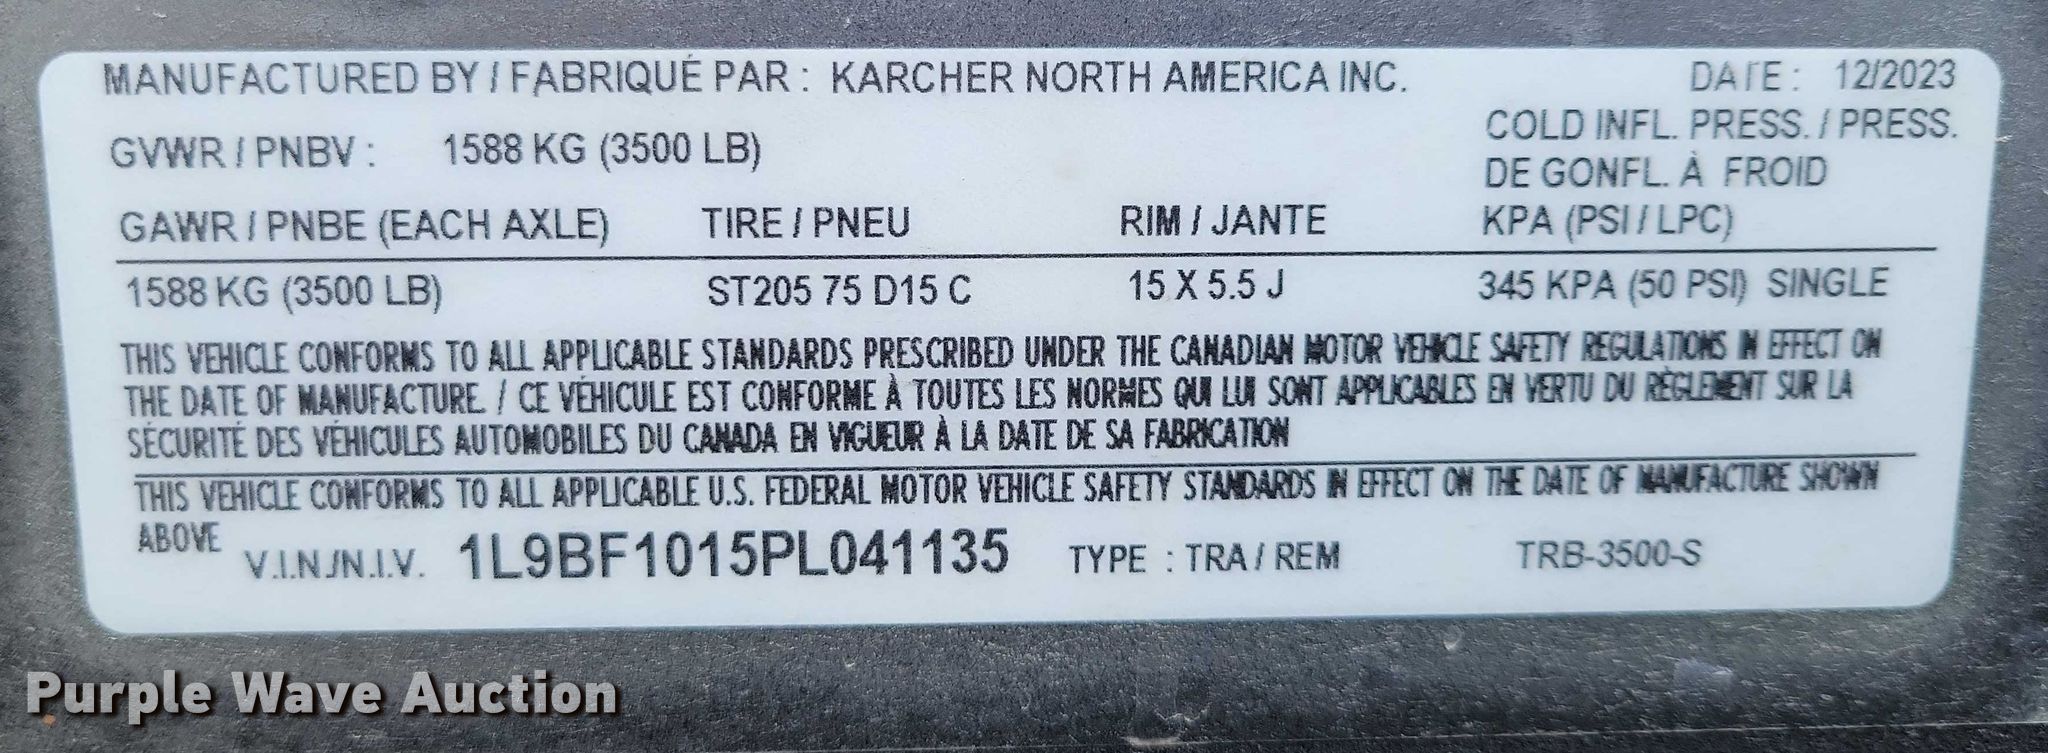 MANUFACTURED BY / FABRIQUÉ PAR : KARCHER NORTH AMERICA INC. DATE : 12/2023
GVWR / PNBV : 1588 KG (3500 LB)
COLD INFL. PRESS. / PRESS.
DE GONFL. À FROID
GAWR / PNBE (EACH AXLE) TIRE / PNEU RIM / JANTE KPA (PSI / LPC)
1588 KG (3500 LB) ST205 75 D15 C 15 X 5.5 J 345 KPA (50 PSI) SINGLE
THIS VEHICLE CONFORMS TO ALL APPLICABLE STANDARDS PRESCRIBED UNDER THE CANADIAN MOTOR VEHICLE SAFETY REGULATIONS IN EFFECT ON
THE DATE OF MANUFACTURE. / CE VÉHICULE EST CONFORME À TOUTES LES NORMES QUI LUI SONT APPLICABLES EN VERTU DU RÈGLEMENT SUR LA
SÉCURITÉ DES VÉHICULES AUTOMOBILES DU CANADA EN VIGUEUR À LA DATE DE SA FABRICATION
THIS VEHICLE CONFORMS TO ALL APPLICABLE U.S. FEDERAL MOTOR VEHICLE SAFETY STANDARDS IN EFFECT ON THE DATE OF MANUFACTURE SHOWN
ABOVE
V.I.N./N.I.V. 1L9BF1015PL041135 TYPE : TRA / REM TRB-3500-S
Purple Wave Auction